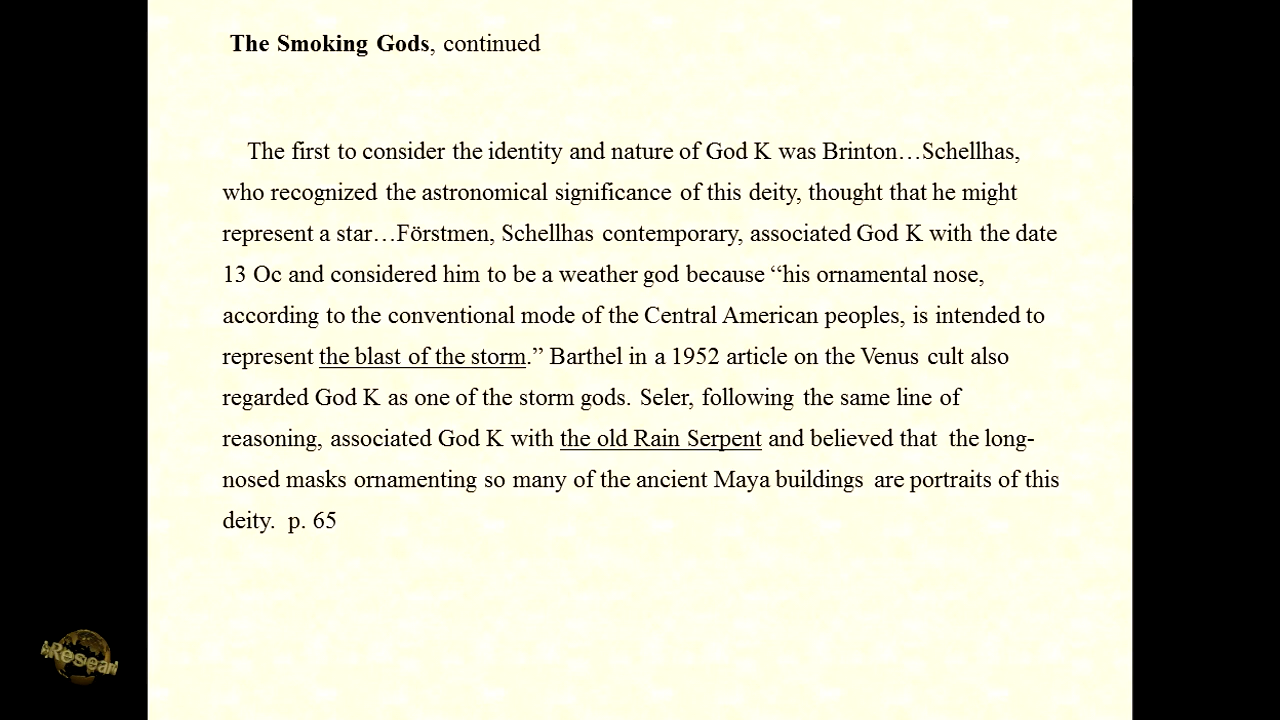 The Smoking Gods, continued
The first to consider the identity and nature of God K was Brinton…Schellhas,
who recognized the astronomical significance of this deity, thought that he might
represent a star…Förstmen, Schellhas contemporary, associated God K with the date
13 Oc and considered him to be a weather god because “his ornamental nose,
according to the conventional mode of the Central American peoples, is intended to
represent the blast of the storm.” Barthel in a 1952 article on the Venus cult also
regarded God K as one of the storm gods. Seler, following the same line of
reasoning, associated God K with the old Rain Serpent and believed that the long-
nosed masks ornamenting so many of the ancient Maya buildings are portraits of this
deity. p. 65